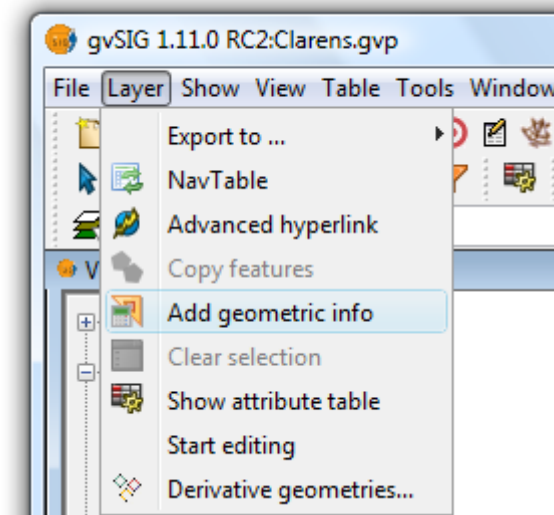 gvSIG 1.11.0 RC2:Clarens.gvp
File Layer Show View Table Tools Window
Export to ...
NavTable
Advanced hyperlink
V
Copy features
Add geometric info
Clear selection
Show attribute table
Start editing
Derivative geometries...